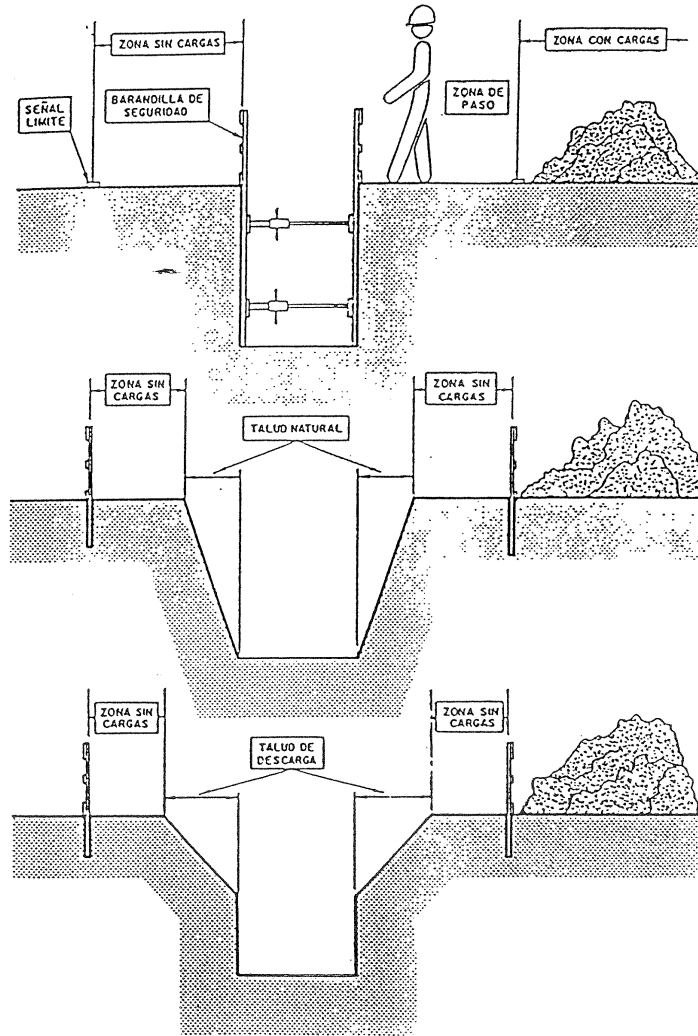 ZONA SIN CARGAS
ZONA CON CARGAS
SEÑAL
LIMITE
BARANDILLA DE
SEGURIDAD
ZONA DE
PASO
ZONA SIN
CARGAS
TALUD NATURAL
ZONA SIN
CARGAS
ZONA SIN
CARGAS
TALUD DE
DESCARGA
ZONA SIN
CARGAS